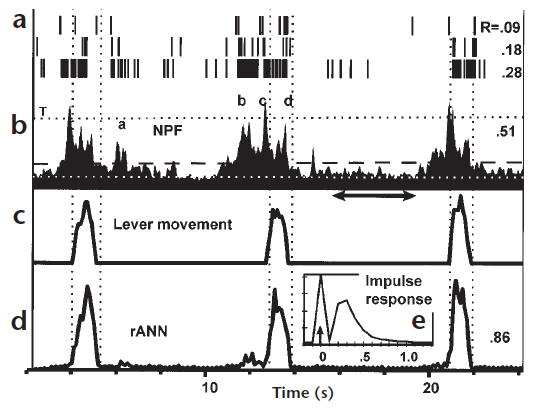 a
R=.09
.18
.28
T
b
c
d
b
a
NPF
.51
c
Lever movement
d
rANN
Impulse
response
e
0
.5
1.0
.86
10
20
Time (s)